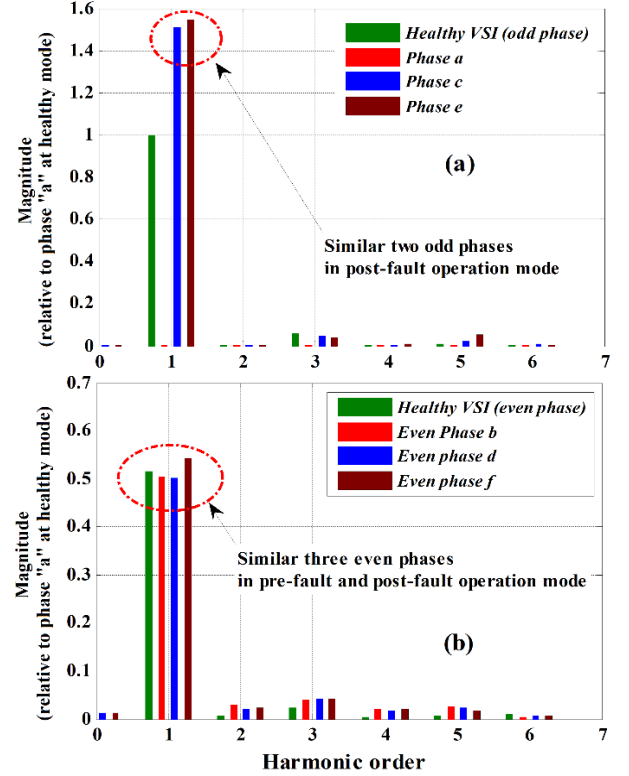 1.6
1.4
1.2
1
0.8
0.6
0.4
0.2
0
Magnitude
(relative to phase "a" at healthy mode)
Healthy VSI (odd phase)
Phase a
Phase c
Phase e
(a)
Similar two odd phases
in post-fault operation mode
0 1 2 3 4 5 6 7
0.7
0.6
0.5
0.4
0.3
0.2
0.1
0
Magnitude
(relative to phase "a" at healthy mode)
Healthy VSI (even phase)
Even Phase b
Even phase d
Even phase f
Similar three even phases
in pre-fault and post-fault operation mode
(b)
0 1 2 3 4 5 6 7
Harmonic order